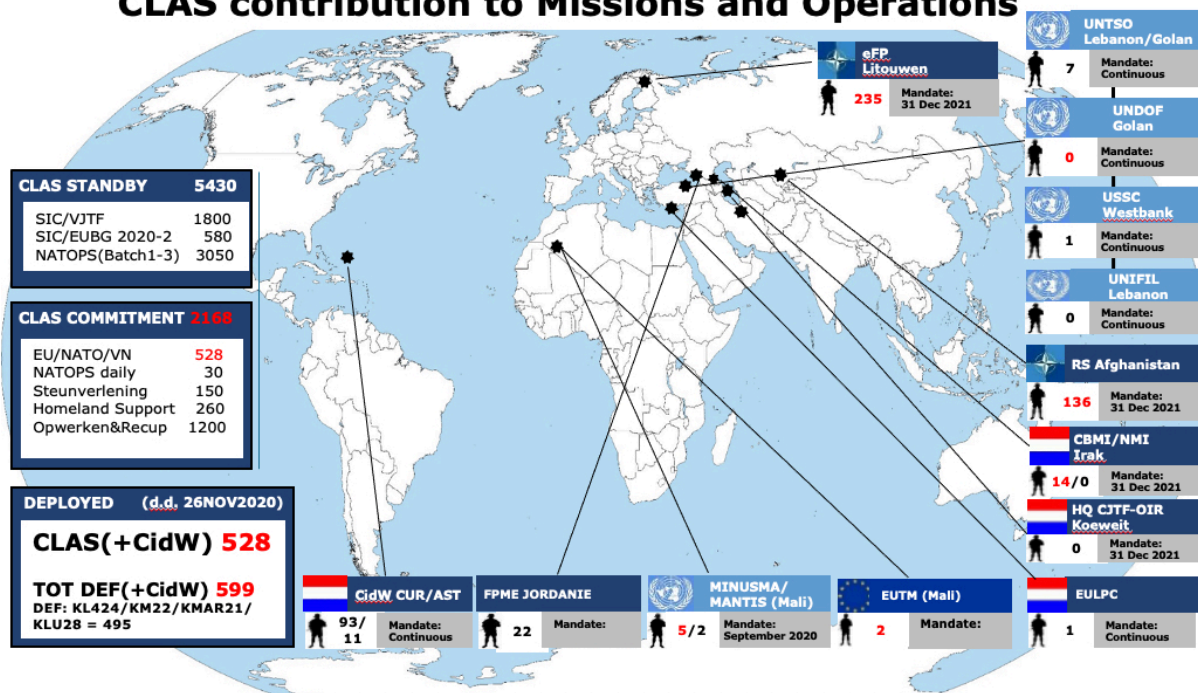 CLAS contribution to Missions and Operations
UNTSO
Lebanon/Golan
7
Mandate:
Continuous
eFP
Litouwen
235
Mandate:
31 Dec 2021
UNDOF
Golan
0
Mandate:
Continuous
CLAS STANDBY 5430
SIC/VJTF 1800
SIC/EUBG 2020-2 580
NATOPS(Batch1-3) 3050
USSC
Westbank
1
Mandate:
Continuous
UNIFIL
Lebanon
0
Mandate:
Continuous
CLAS COMMITMENT 2168
EU/NATO/VN 528
NATOPS daily 30
Steunverlening 150
Homeland Support 260
Opwerken&Recup 1200
RS Afghanistan
136
Mandate:
31 Dec 2021
CBMI/NMI
Irak
14/0
Mandate:
31 Dec 2021
HQ CJTF-OIR
Koeweit
0
Mandate:
31 Dec 2021
DEPLOYED (d.d. 26NOV2020)
CLAS(+CidW) 528
TOT DEF(+CidW) 599
DEF: KL424/KM22/KMAR21/
KLU28 = 495
CidW CUR/AST
93/
11
Mandate:
Continuous
FPME JORDANIE
22
Mandate:
MINUSMA/
MANTIS (Mali)
5/2
Mandate:
September 2020
EUTM (Mali)
2
Mandate:
EULPC
1
Mandate:
Continuous